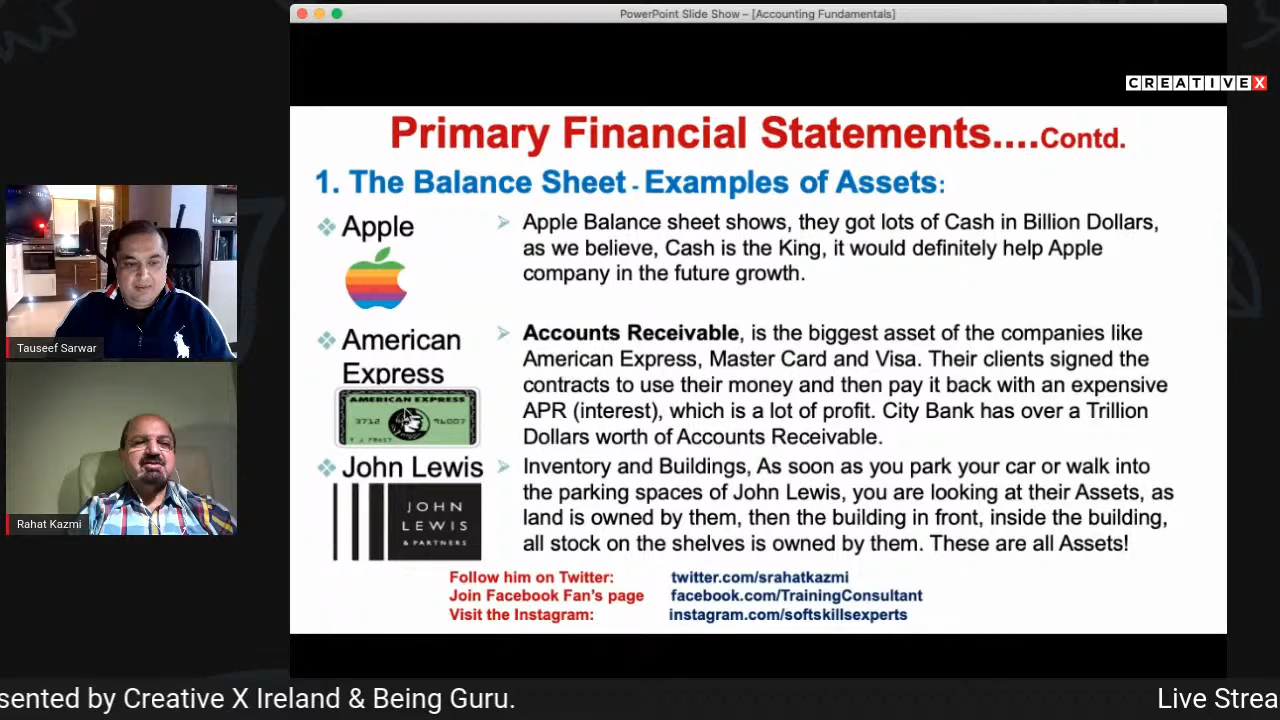 PowerPoint Slide Show – [Accounting Fundamentals]
CREATIVEX
Primary Financial Statements....Contd.
1. The Balance Sheet - Examples of Assets:
Apple
Apple Balance sheet shows, they got lots of Cash in Billion Dollars,
as we believe, Cash is the King, it would definitely help Apple
company in the future growth.
American
Express
AMERICAN EXPRESS
3712 96007
Accounts Receivable, is the biggest asset of the companies like
American Express, Master Card and Visa. Their clients signed the
contracts to use their money and then pay it back with an expensive
APR (interest), which is a lot of profit. City Bank has over a Trillion
Dollars worth of Accounts Receivable.
John Lewis
JOHN
LEWIS
& PARTNERS
Inventory and Buildings, As soon as you park your car or walk into
the parking spaces of John Lewis, you are looking at their Assets, as
land is owned by them, then the building in front, inside the building,
all stock on the shelves is owned by them. These are all Assets!
Follow him on Twitter: twitter.com/srahatkazmi
Join Facebook Fan's page facebook.com/TrainingConsultant
Visit the Instagram: instagram.com/softskillsexperts
Tauseef Sarwar
Rahat Kazmi
sented by Creative X Ireland & Being Guru.
Live Strea